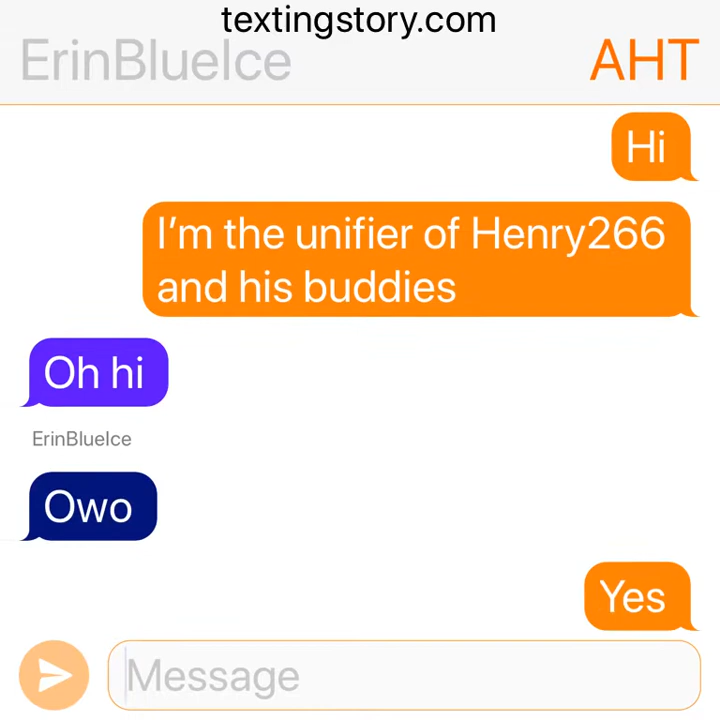 textingstory.com
ErinBlueIce
AHT
Hi
I’m the unifier of Henry266
and his buddies
Oh hi
ErinBlueIce
Owo
Yes
Message